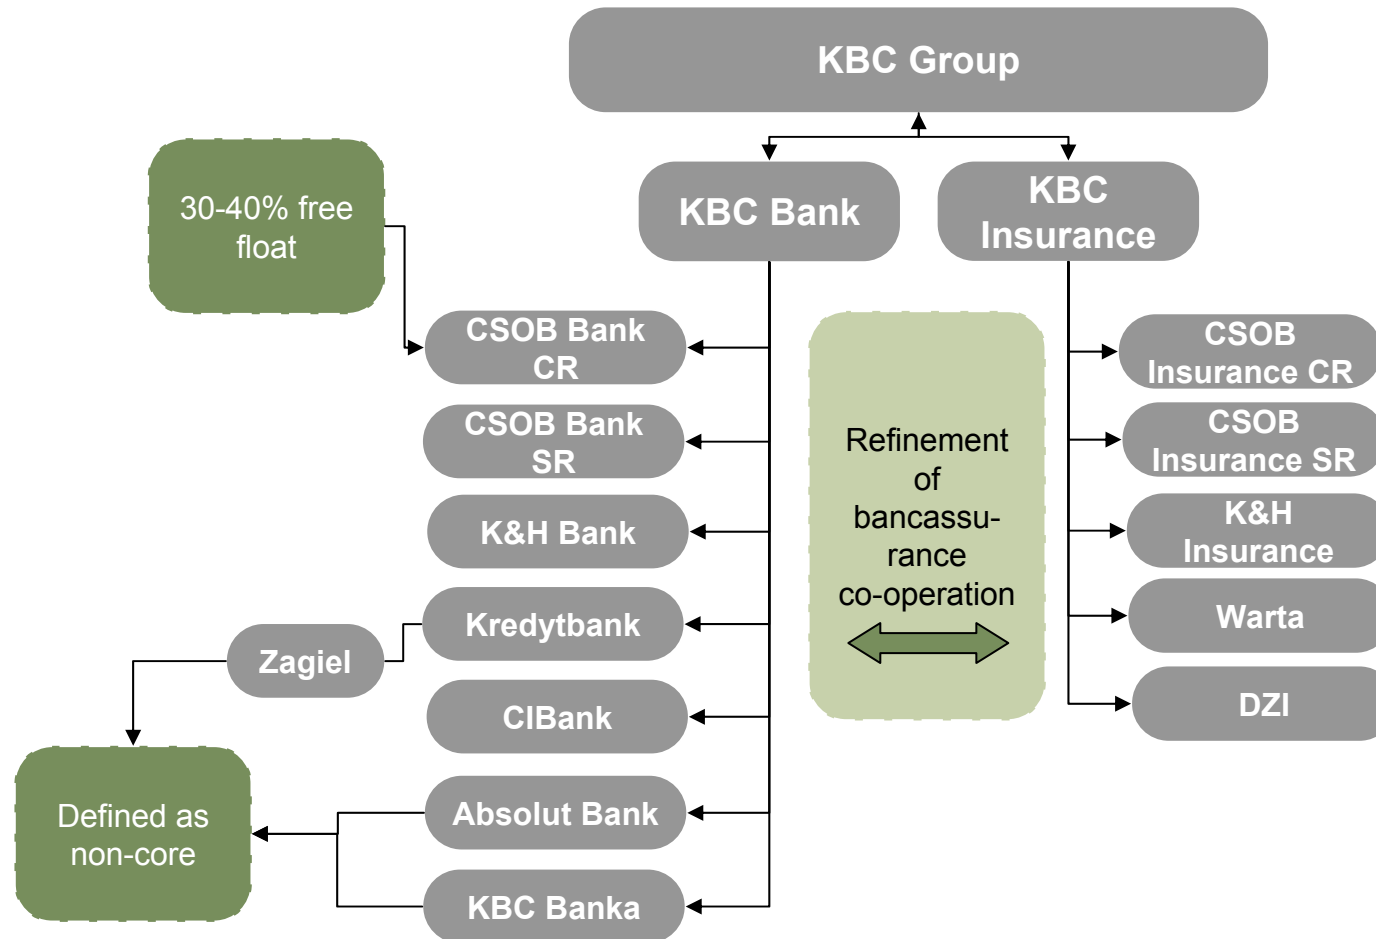 KBC Group
30-40% free
float
KBC Bank
KBC
Insurance
CSOB Bank
CR
CSOB Bank
SR
K&H Bank
Kredytbank
Zagiel
CIBank
Defined as
non-core
Absolut Bank
KBC Banka
Refinement
of
bancassu-
rance
co-operation
CSOB
Insurance CR
CSOB
Insurance SR
K&H
Insurance
Warta
DZI